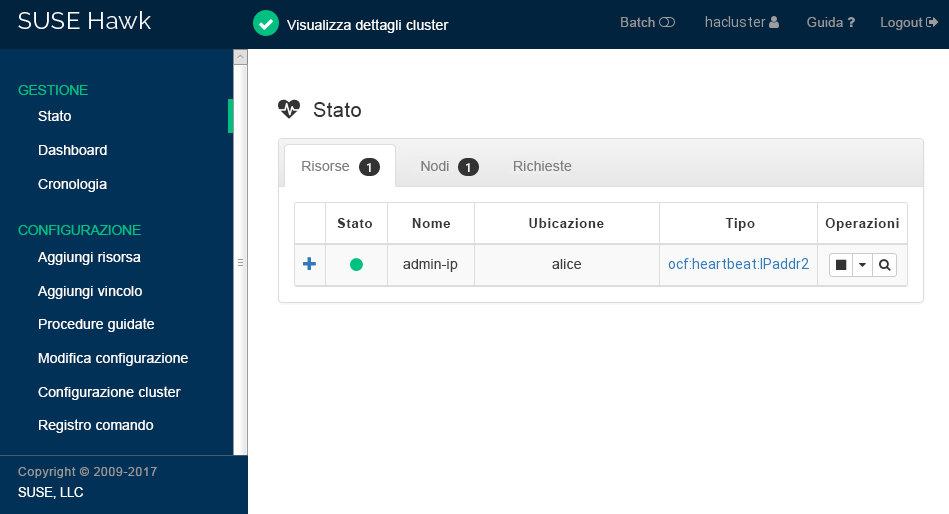 SUSE Hawk
Visualizza dettagli cluster
Batch
hacluster
Guida ?
Logout
GESTIONE
Stato
Dashboard
Cronologia
CONFIGURAZIONE
Aggiungi risorsa
Aggiungi vincolo
Procedure guidate
Modifica configurazione
Configurazione cluster
Registro comando
Copyright © 2009-2017
SUSE, LLC
Stato
Risorse 1
Nodi 1
Richieste
Stato Nome Ubicazione Tipo Operazioni
admin-ip alice ocf:heartbeat:IPaddr2